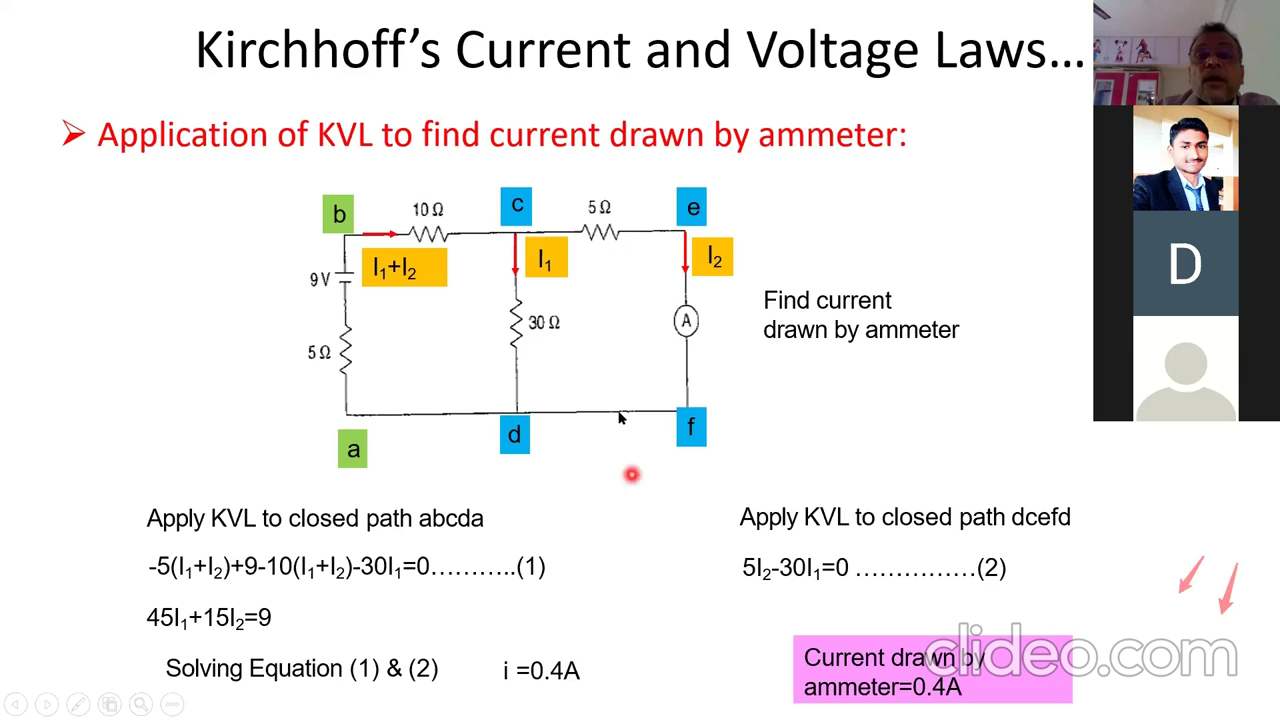 Kirchhoff’s Current and Voltage Laws…
➢ Application of KVL to find current drawn by ammeter:
b
10 Ω
c
5 Ω
e
I₁+I₂
I₁
I₂
9 V
30 Ω
A
5 Ω
Find current
drawn by ammeter
a
d
f
D
Apply KVL to closed path abcda
-5(I₁+I₂)+9-10(I₁+I₂)-30I₁=0………..(1)
45I₁+15I₂=9
Solving Equation (1) & (2)
i =0.4A
Apply KVL to closed path dcefd
5I₂-30I₁=0 ……………(2)
Current drawn by
ammeter=0.4A
clideo.com